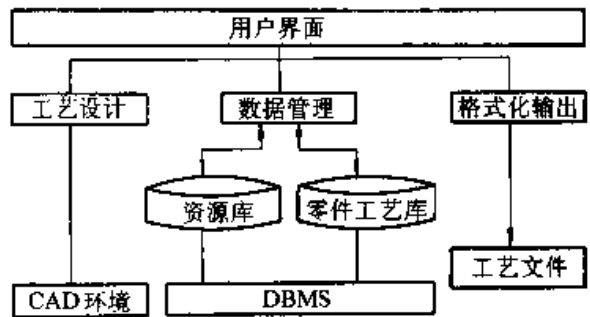 用户界面
工艺设计
数据管理
格式化输出
资源库
零件工艺库
工艺文件
CAD环境
DBMS